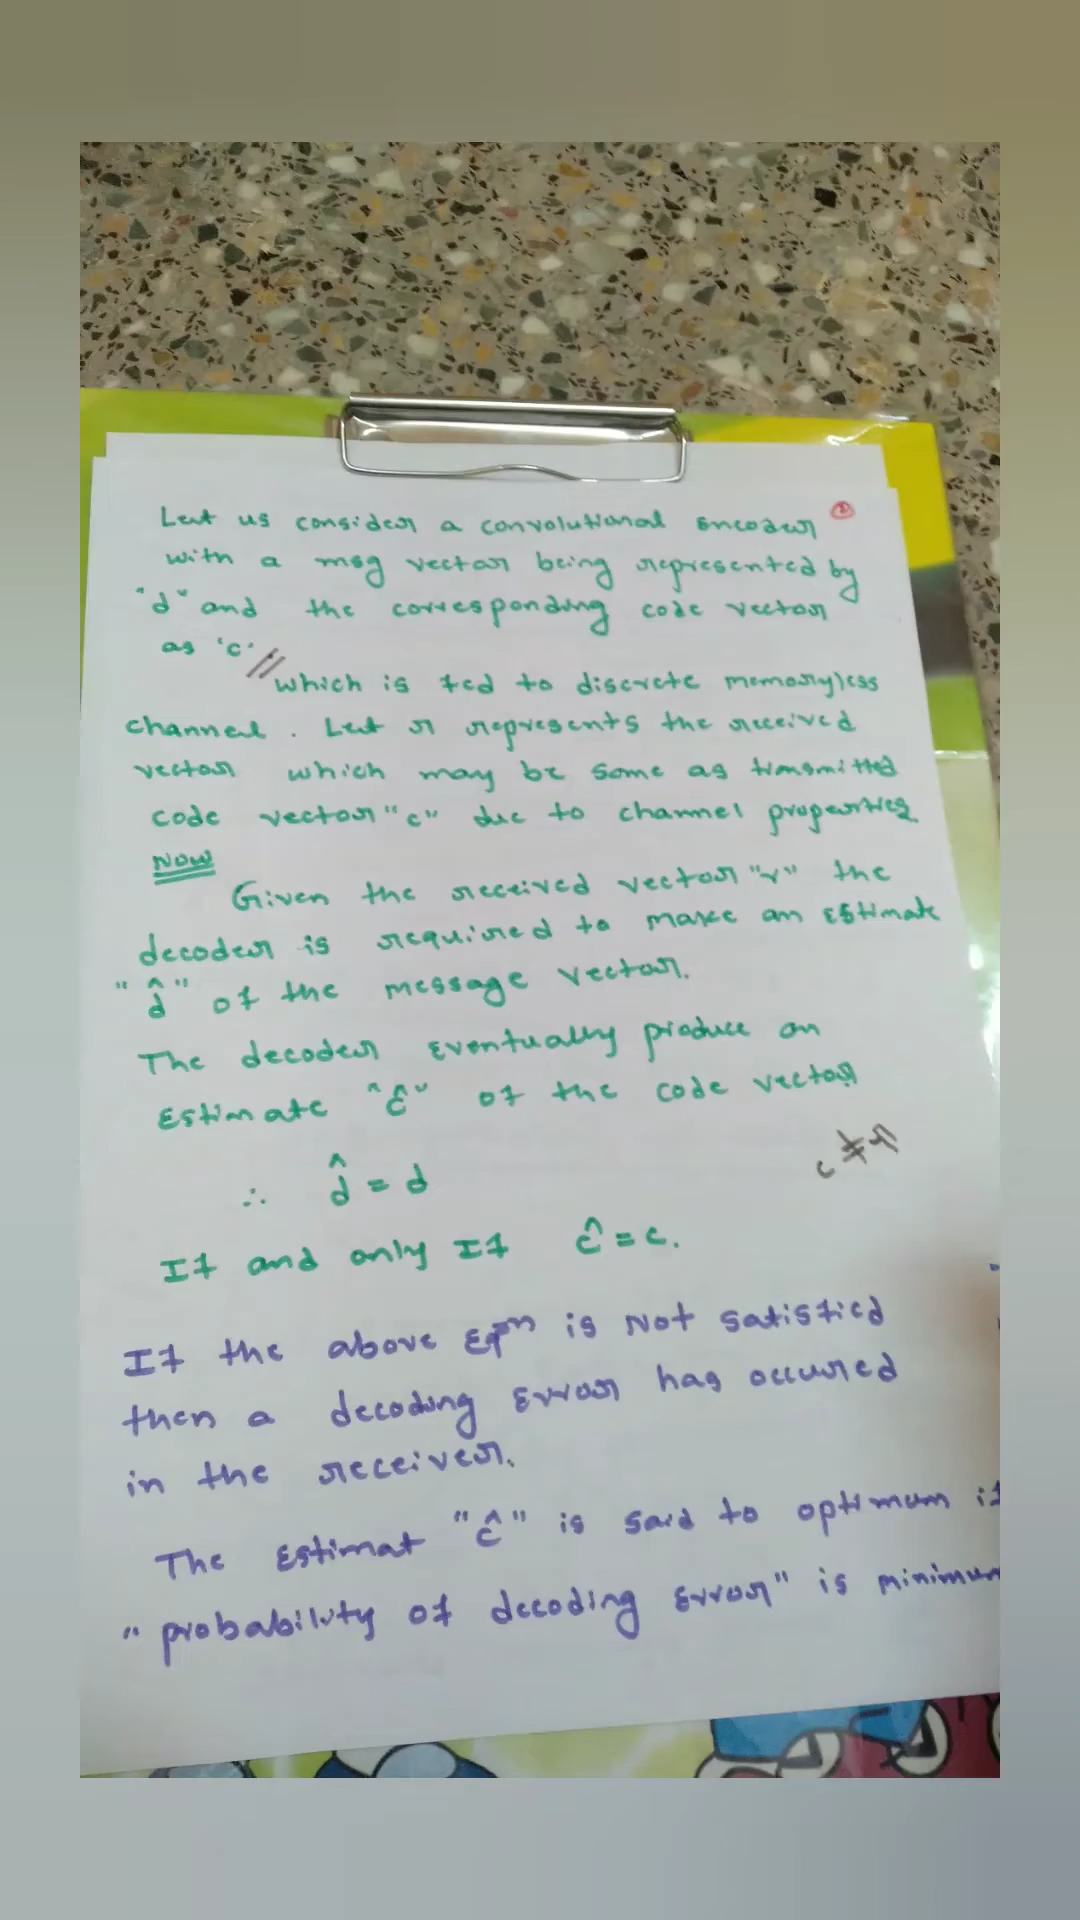 ②
Let us consider a convolutional Encoder
with a msg vector being represented by
"d" and the corresponding code vector
as 'c'
which is fed to discrete memoryless
channel. Let r represents the received
vector which may be same as transmitted
code vector "c" due to channel properties
NOW
Given the received vector "r" the
decoder is required to make an Estimate
"d̂" of the message vector.
The decoder Eventually produce an
Estimate "ĉ" of the code vector
c ≠ r
∴ d̂ = d
If and only If ĉ = c.
If the above Eqⁿ is Not satisfied
then a decoding Error has occured
in the receiver.
The Estimat "ĉ" is said to optimum if
"probability of decoding Error" is minimum